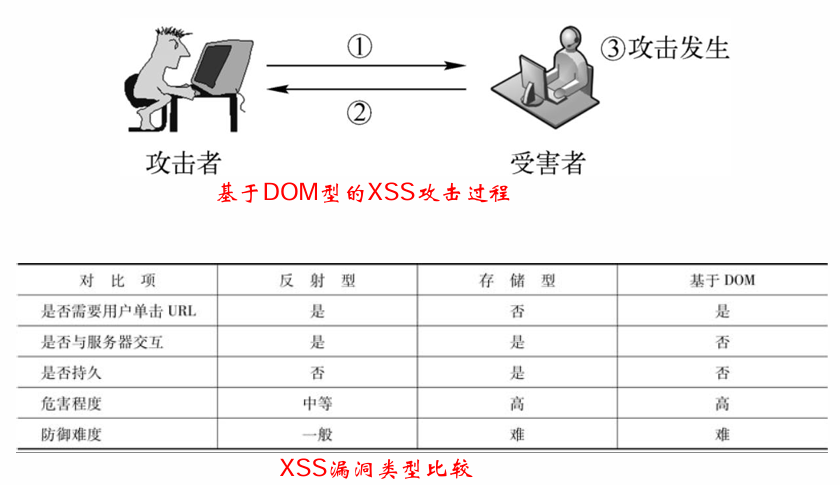 ① ③攻击发生
②
攻击者 受害者
基于DOM型的XSS攻击过程
对比项 反射型 存储型 基于 DOM
是否需要用户单击 URL 是 否 是
是否与服务器交互 是 是 否
是否持久 否 是 否
危害程度 中等 高 高
防御难度 一般 难 难
XSS漏洞类型比较